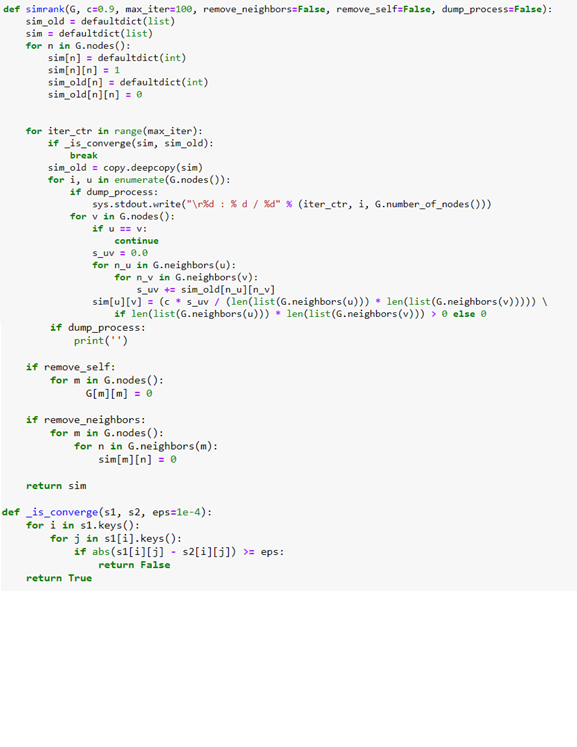 def simrank(G, c=0.9, max_iter=100, remove_neighbors=False, remove_self=False, dump_process=False):
    sim_old = defaultdict(list)
    sim = defaultdict(list)
    for n in G.nodes():
        sim[n] = defaultdict(int)
        sim[n][n] = 1
        sim_old[n] = defaultdict(int)
        sim_old[n][n] = 0
    for iter_ctr in range(max_iter):
        if _is_converge(sim, sim_old):
            break
        sim_old = copy.deepcopy(sim)
        for i, u in enumerate(G.nodes()):
            if dump_process:
                sys.stdout.write("\r%d : % d / %d" % (iter_ctr, i, G.number_of_nodes()))
            for v in G.nodes():
                if u == v:
                    continue
                s_uv = 0.0
                for n_u in G.neighbors(u):
                    for n_v in G.neighbors(v):
                        s_uv += sim_old[n_u][n_v]
                sim[u][v] = (c * s_uv / (len(list(G.neighbors(u))) * len(list(G.neighbors(v))))) \
                    if len(list(G.neighbors(u))) * len(list(G.neighbors(v))) > 0 else 0
        if dump_process:
            print('')
    if remove_self:
        for m in G.nodes():
            G[m][m] = 0
    if remove_neighbors:
        for m in G.nodes():
            for n in G.neighbors(m):
                sim[m][n] = 0
    return sim
def _is_converge(s1, s2, eps=1e-4):
    for i in s1.keys():
        for j in s1[i].keys():
            if abs(s1[i][j] - s2[i][j]) >= eps:
                return False
    return True